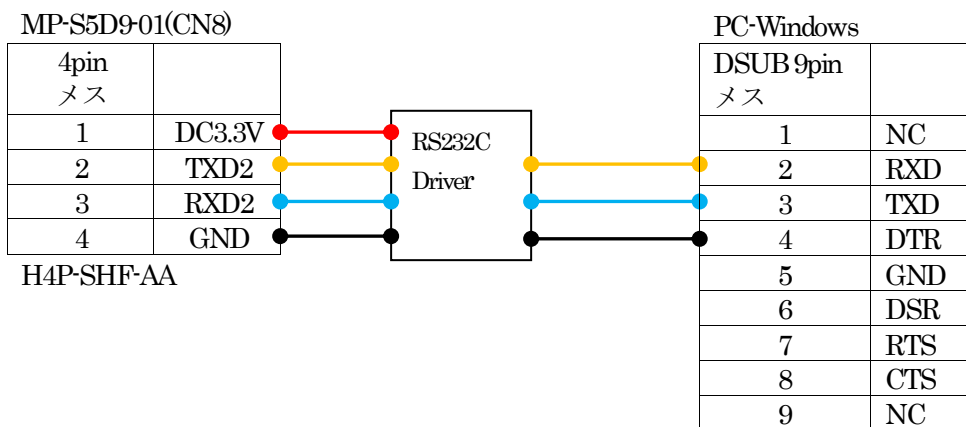 MP-S5D9-01(CN8)
4pin
メス
1 DC3.3V
2 TXD2
3 RXD2
4 GND
H4P-SHF-AA
RS232C
Driver
PC-Windows
DSUB 9pin
メス
1 NC
2 RXD
3 TXD
4 DTR
5 GND
6 DSR
7 RTS
8 CTS
9 NC